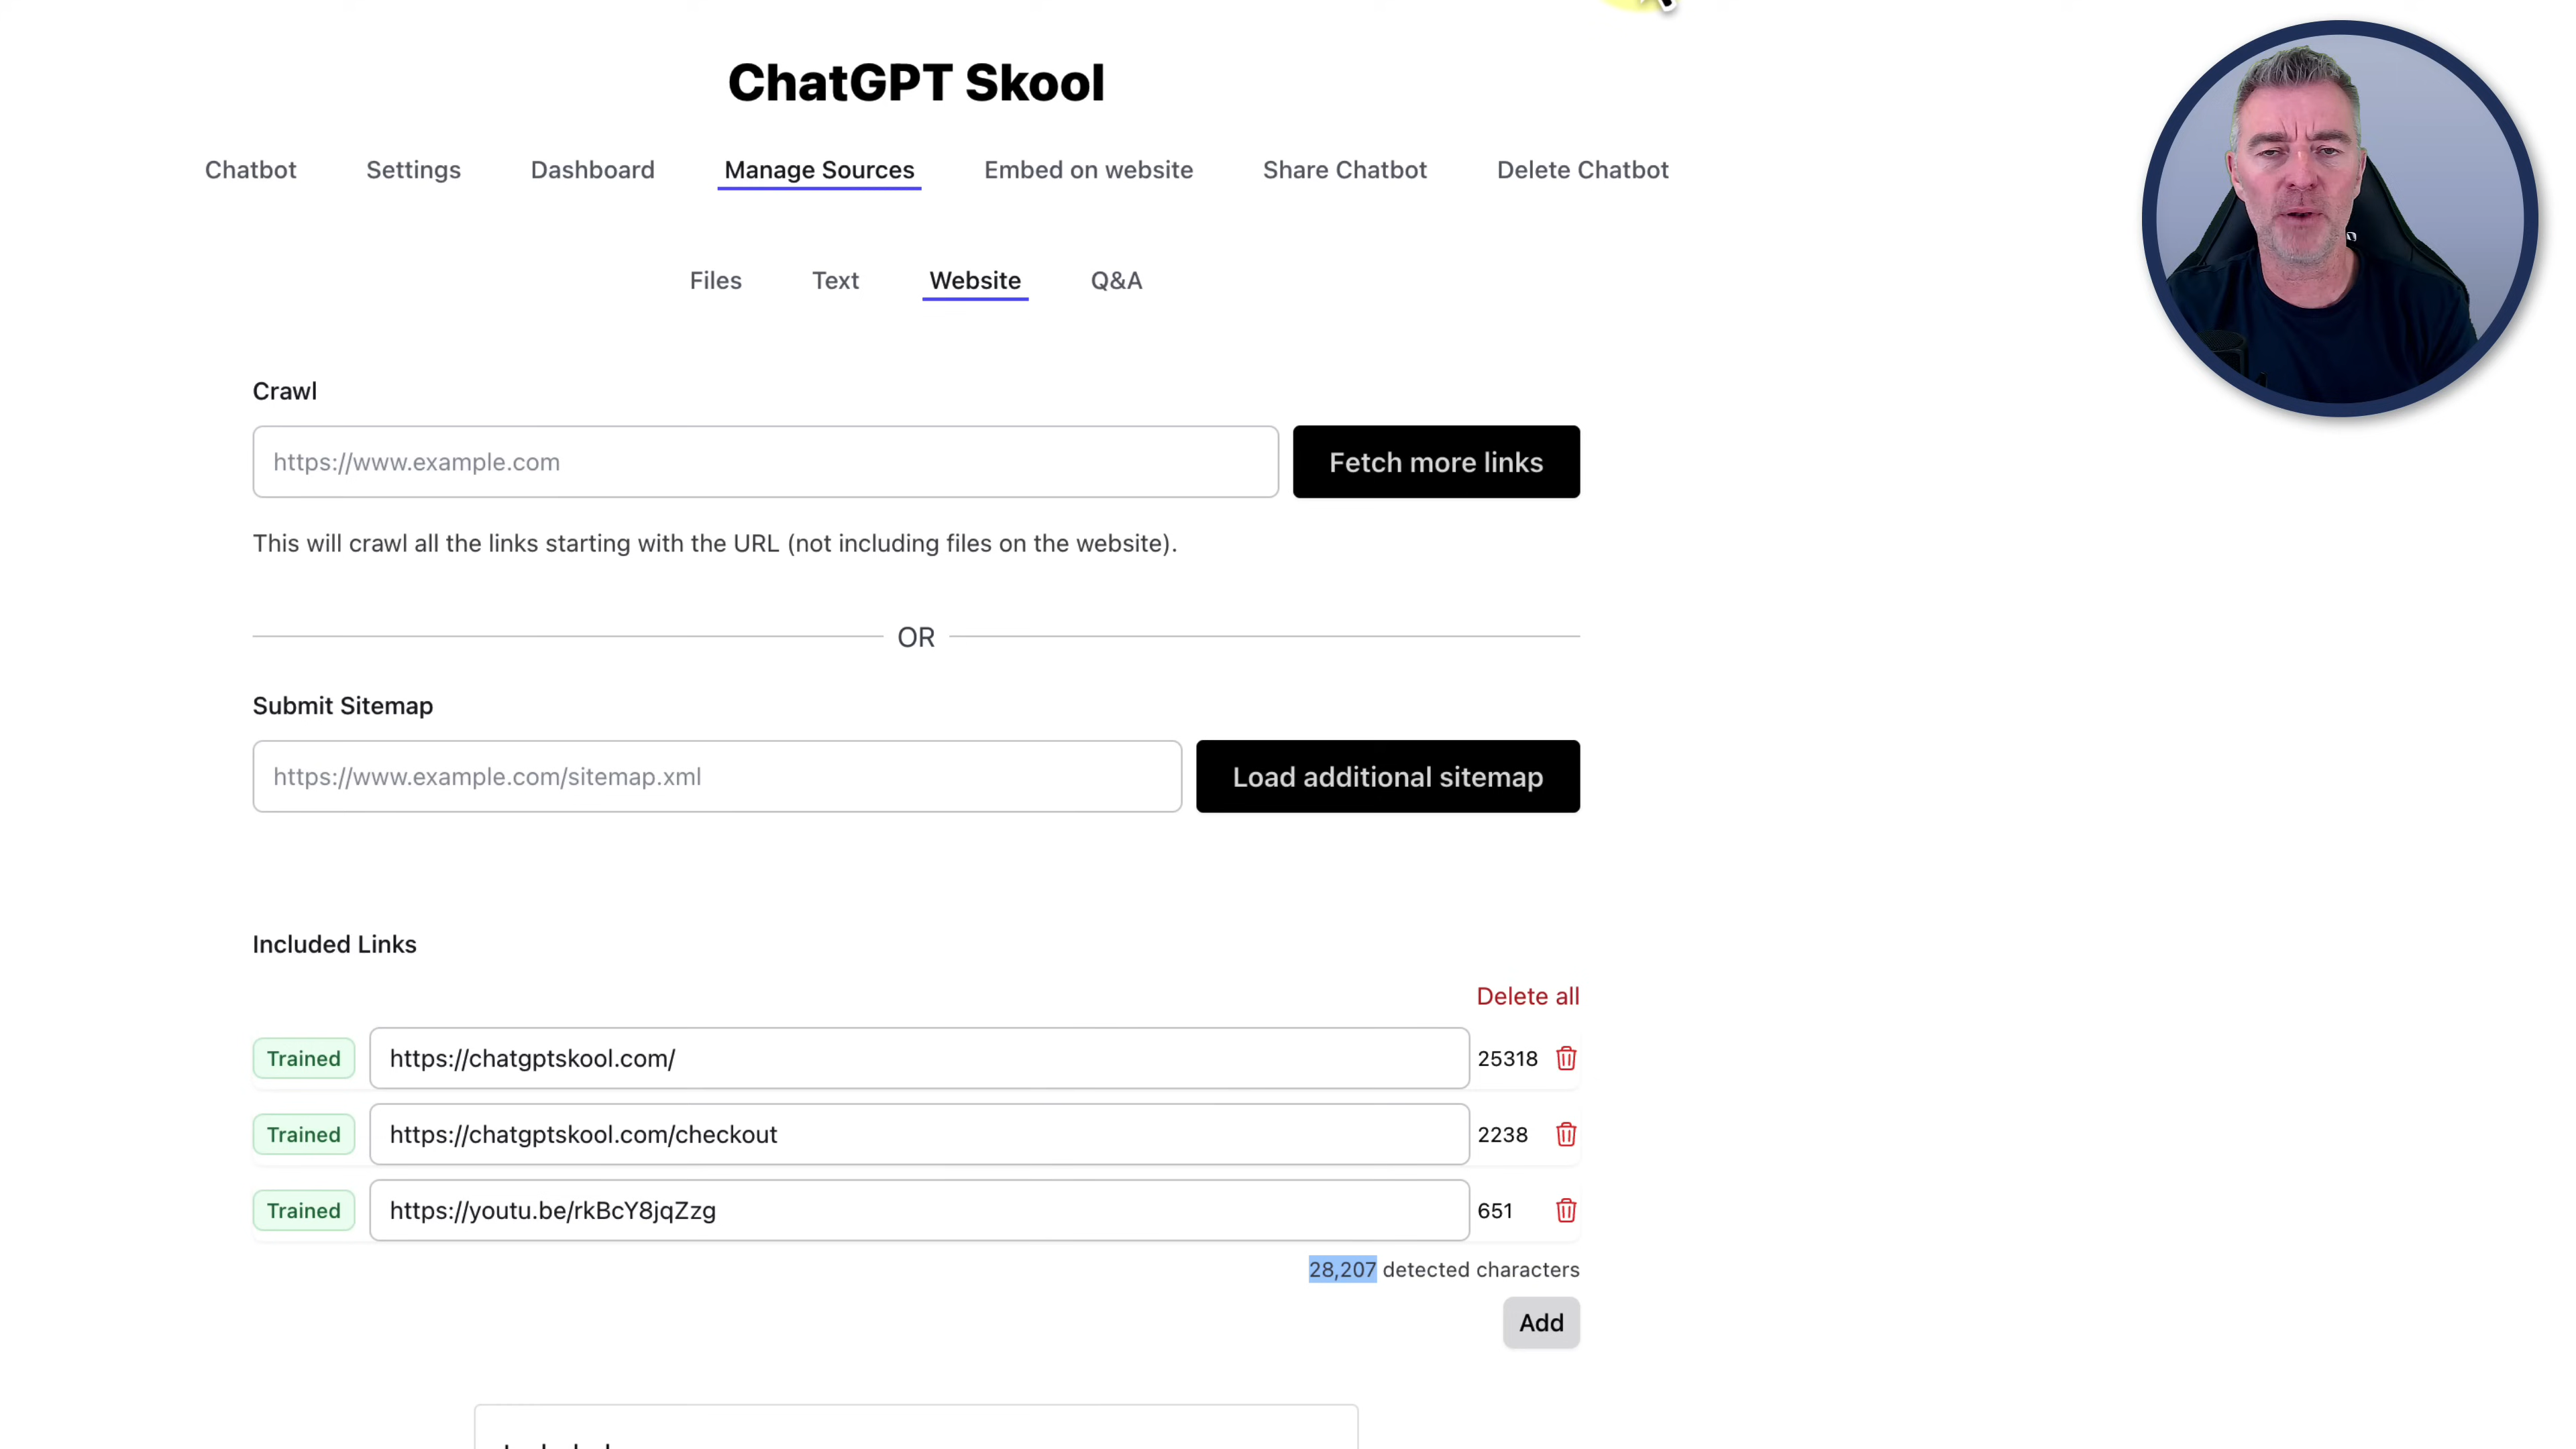 ChatGPT Skool
Chatbot Settings Dashboard Manage Sources Embed on website Share Chatbot Delete Chatbot
Files Text Website Q&A
Crawl
https://www.example.com Fetch more links
This will crawl all the links starting with the URL (not including files on the website).
OR
Submit Sitemap
https://www.example.com/sitemap.xml Load additional sitemap
Included Links
Delete all
Trained https://chatgptskool.com/ 25318
Trained https://chatgptskool.com/checkout 2238
Trained https://youtu.be/rkBcY8jqZzg 651
28,207 detected characters
Add